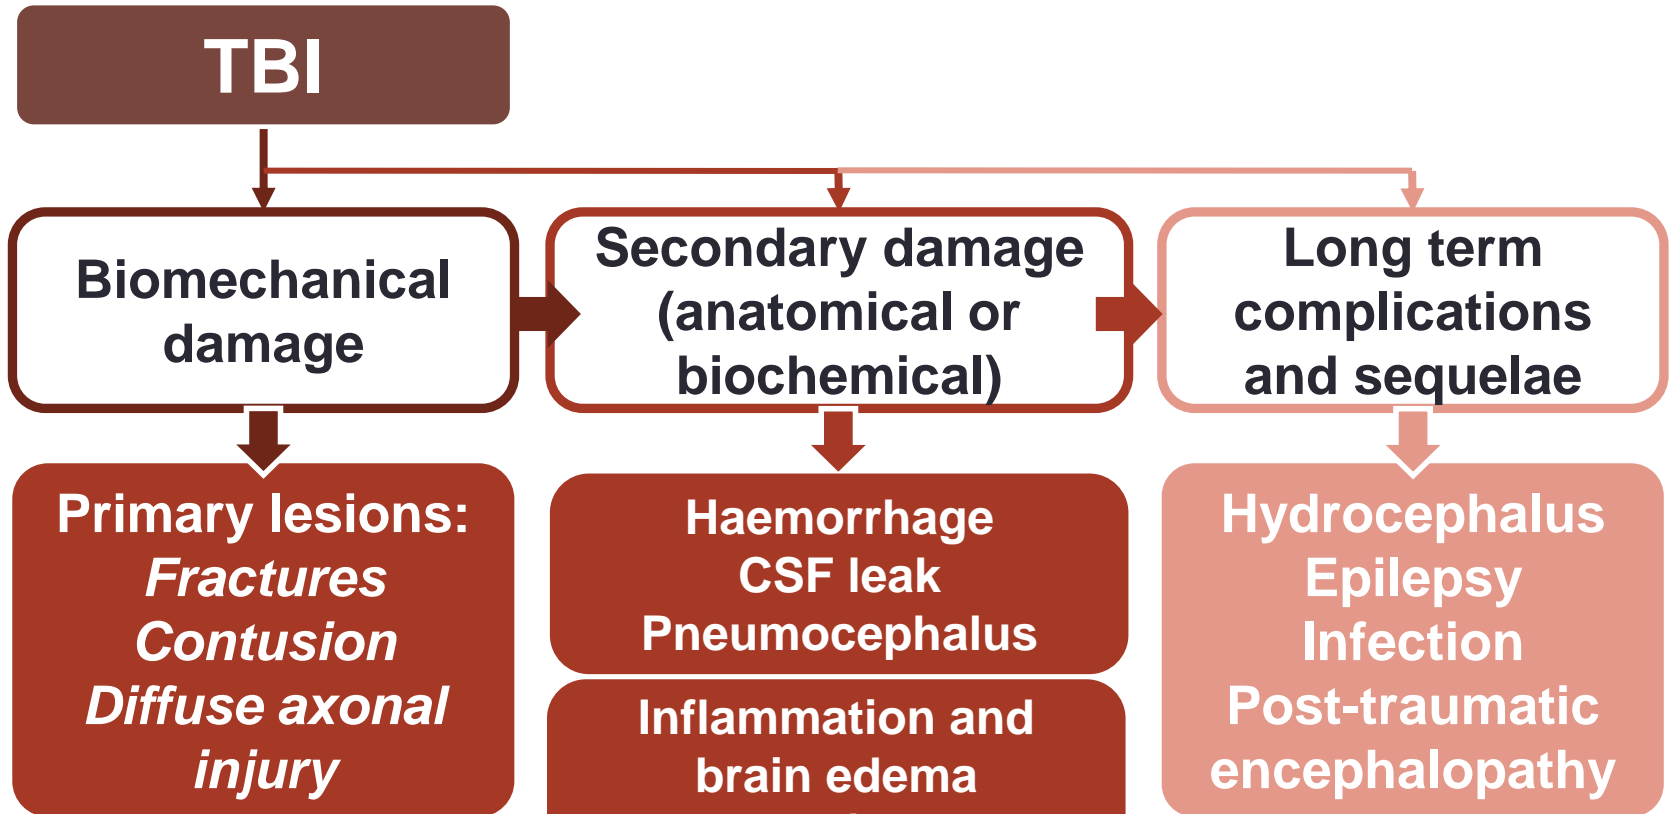 TBI
Biomechanical
damage
Secondary damage
(anatomical or
biochemical)
Long term
complications
and sequelae
Primary lesions:
Fractures
Contusion
Diffuse axonal
injury
Haemorrhage
CSF leak
Pneumocephalus
Inflammation and
brain edema
Hydrocephalus
Epilepsy
Infection
Post-traumatic
encephalopathy